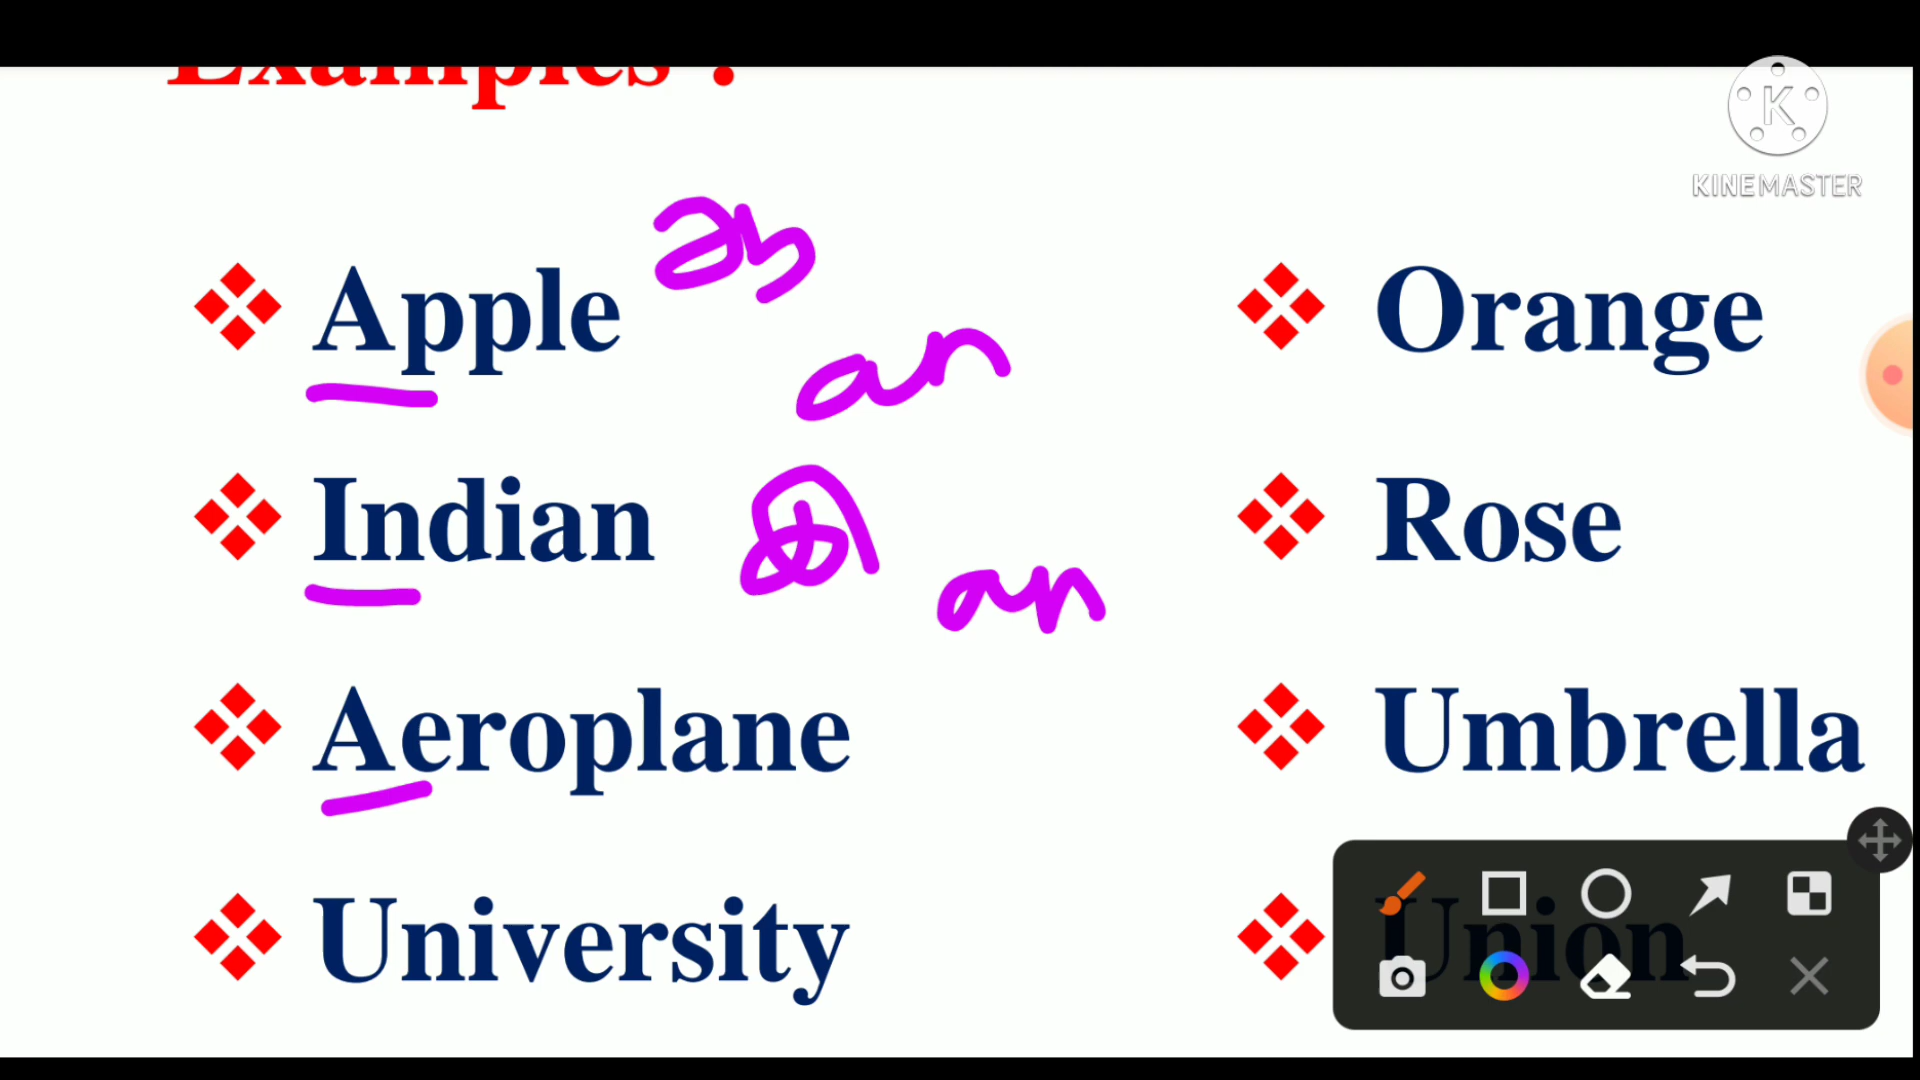 Examples :
Apple
an
Indian
இ
an
Aeroplane
University
Orange
Rose
Umbrella
Union
K
KINEMASTER